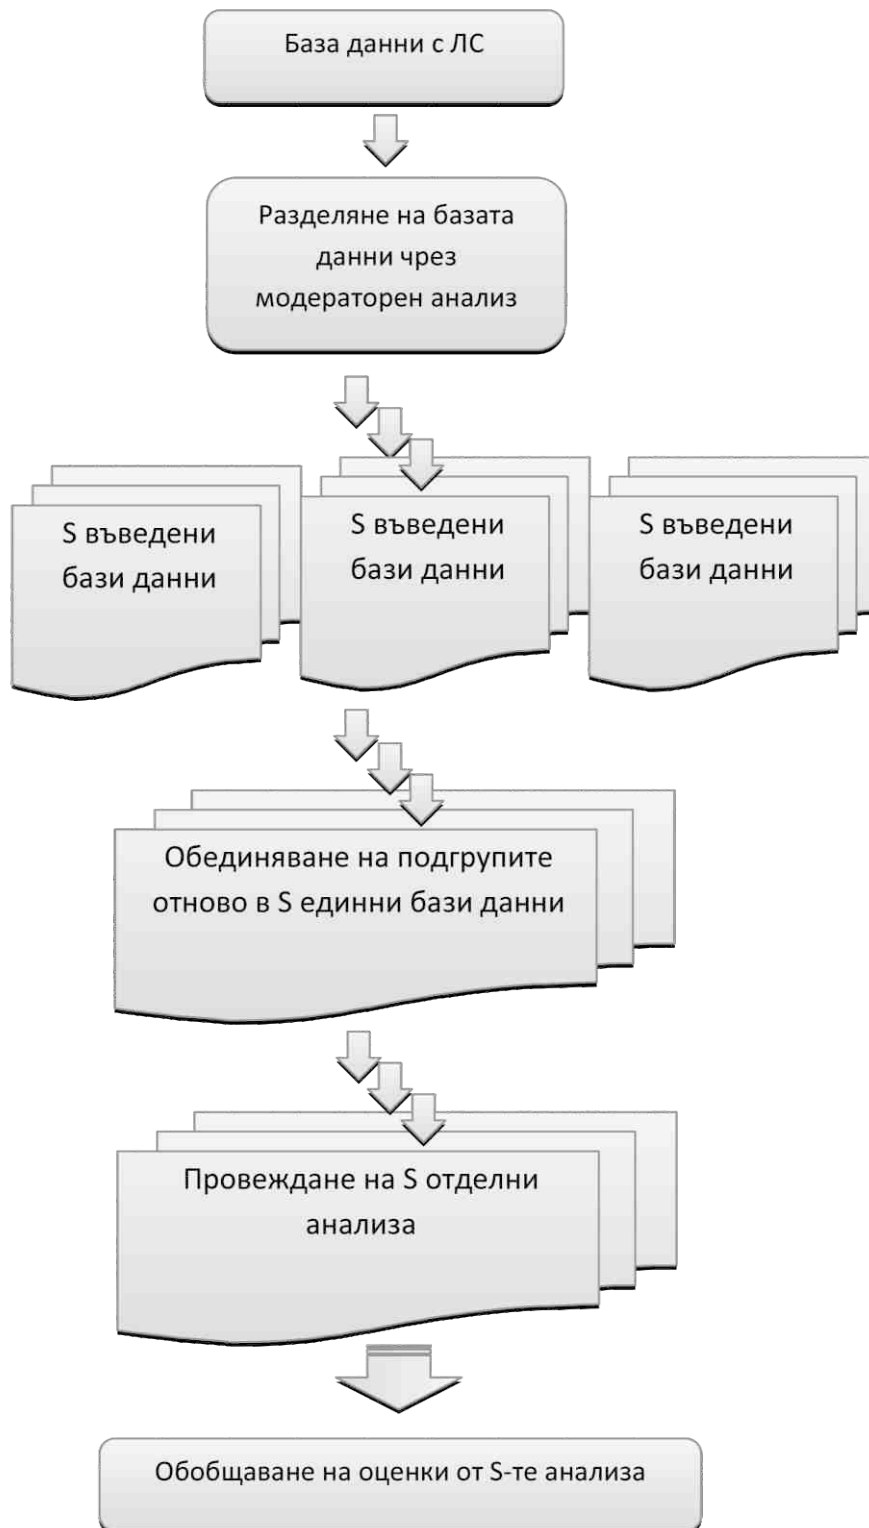 База данни с ЛС
Разделяне на базата
данни чрез
модераторен анализ
S въведени
бази данни
S въведени
бази данни
S въведени
бази данни
Обединяване на подгрупите
отново в S единни бази данни
Провеждане на S отделни
анализа
Обобщаване на оценки от S-те анализа